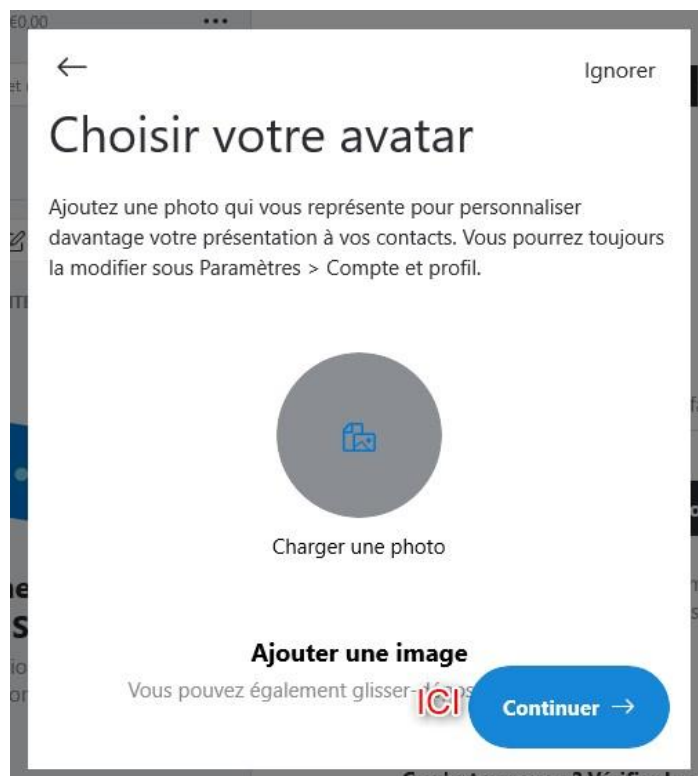 €0,00
Ignorer
Choisir votre avatar
Ajoutez une photo qui vous représente pour personnaliser
davantage votre présentation à vos contacts. Vous pourrez toujours
la modifier sous Paramètres > Compte et profil.
Charger une photo
Ajouter une image
Vous pouvez également glisser
ICI
Continuer →